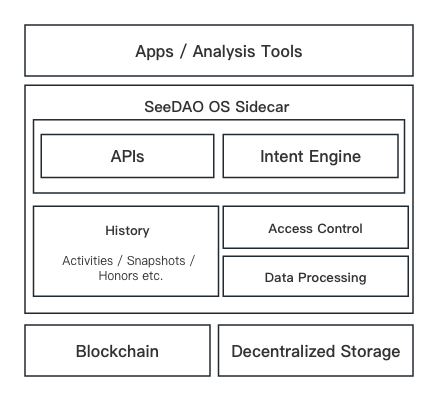 Apps / Analysis Tools
SeeDAO OS Sidecar
APIs
Intent Engine
History
Activities / Snapshots /
Honors etc.
Access Control
Data Processing
Blockchain
Decentralized Storage